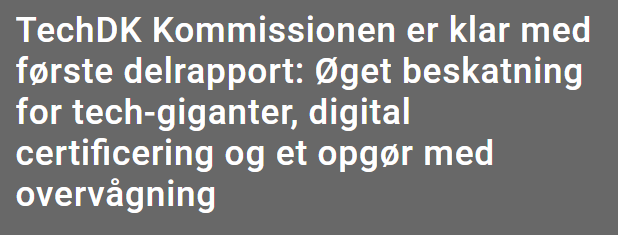 TechDK Kommissionen er klar med
første delrapport: Øget beskatning
for tech-giganter, digital
certificering og et opgør med
overvågning